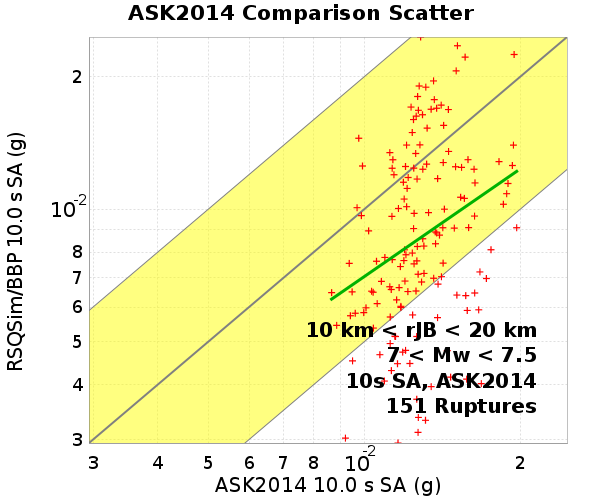 ASK2014 Comparison Scatter
RSQSim/BBP 10.0 s SA (g)
2
10-2
8
7
6
5
4
3
10 km < rJB < 20 km
7 < Mw < 7.5
10s SA, ASK2014
151 Ruptures
3 4 5 6 7 8 10-2 2
ASK2014 10.0 s SA (g)